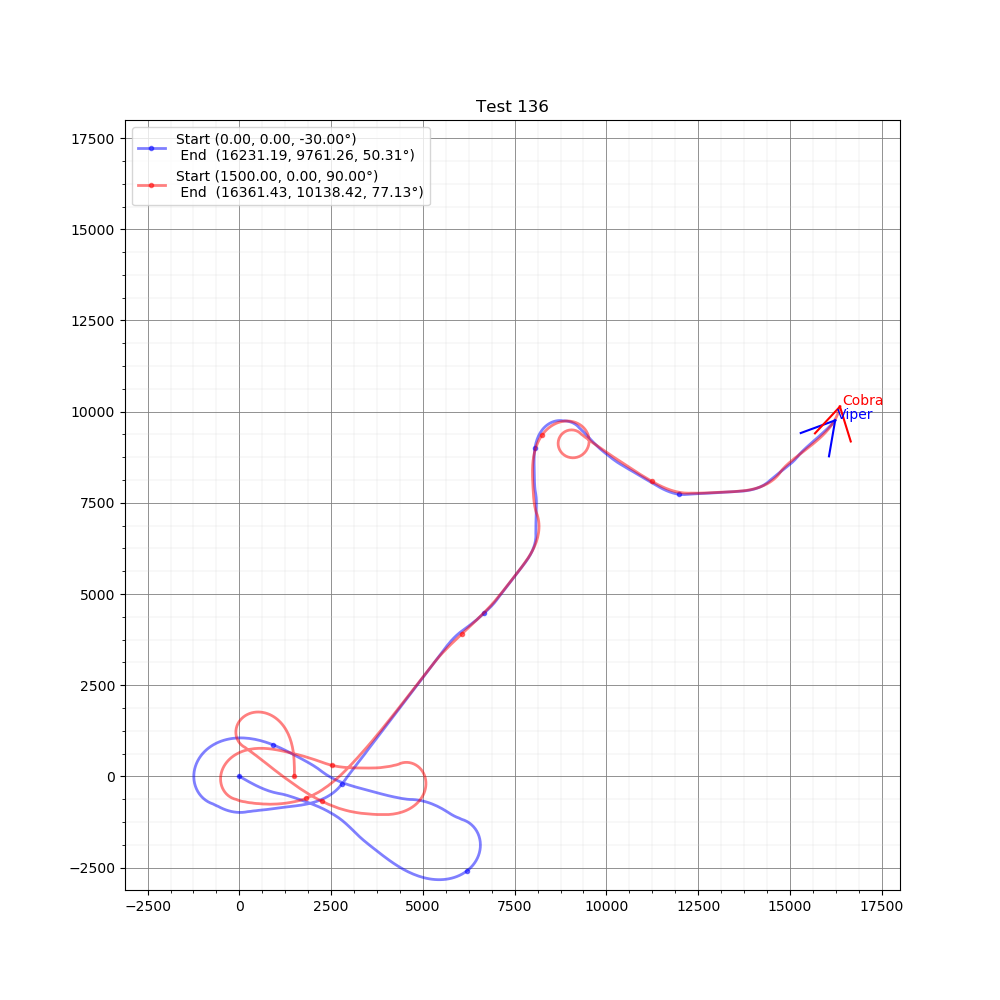 Test 136
Start (0.00, 0.00, -30.00°)
End (16231.19, 9761.26, 50.31°)
Start (1500.00, 0.00, 90.00°)
End (16361.43, 10138.42, 77.13°)
17500
15000
12500
10000
7500
5000
2500
0
−2500
Cobra
Viper
−2500 0 2500 5000 7500 10000 12500 15000 17500